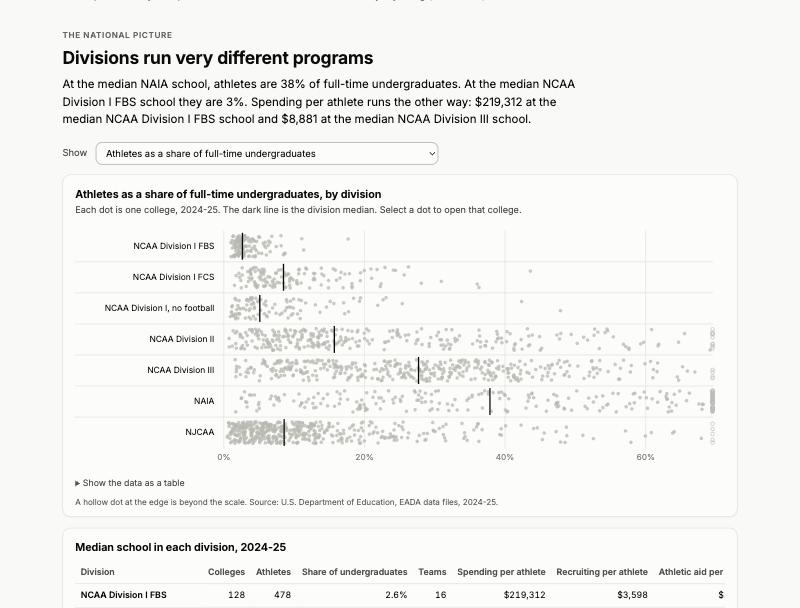 THE NATIONAL PICTURE
Divisions run very different programs
At the median NAIA school, athletes are 38% of full-time undergraduates. At the median NCAA
Division I FBS school they are 3%. Spending per athlete runs the other way: $219,312 at the
median NCAA Division I FBS school and $8,881 at the median NCAA Division III school.
Show Athletes as a share of full-time undergraduates
Athletes as a share of full-time undergraduates, by division
Each dot is one college, 2024-25. The dark line is the division median. Select a dot to open that college.
NCAA Division I FBS
NCAA Division I FCS
NCAA Division I, no football
NCAA Division II
NCAA Division III
NAIA
NJCAA
0% 20% 40% 60%
Show the data as a table
A hollow dot at the edge is beyond the scale. Source: U.S. Department of Education, EADA data files, 2024-25.
Median school in each division, 2024-25
Division Colleges Athletes Share of undergraduates Teams Spending per athlete Recruiting per athlete Athletic aid per
NCAA Division I FBS 128 478 2.6% 16 $219,312 $3,598 $